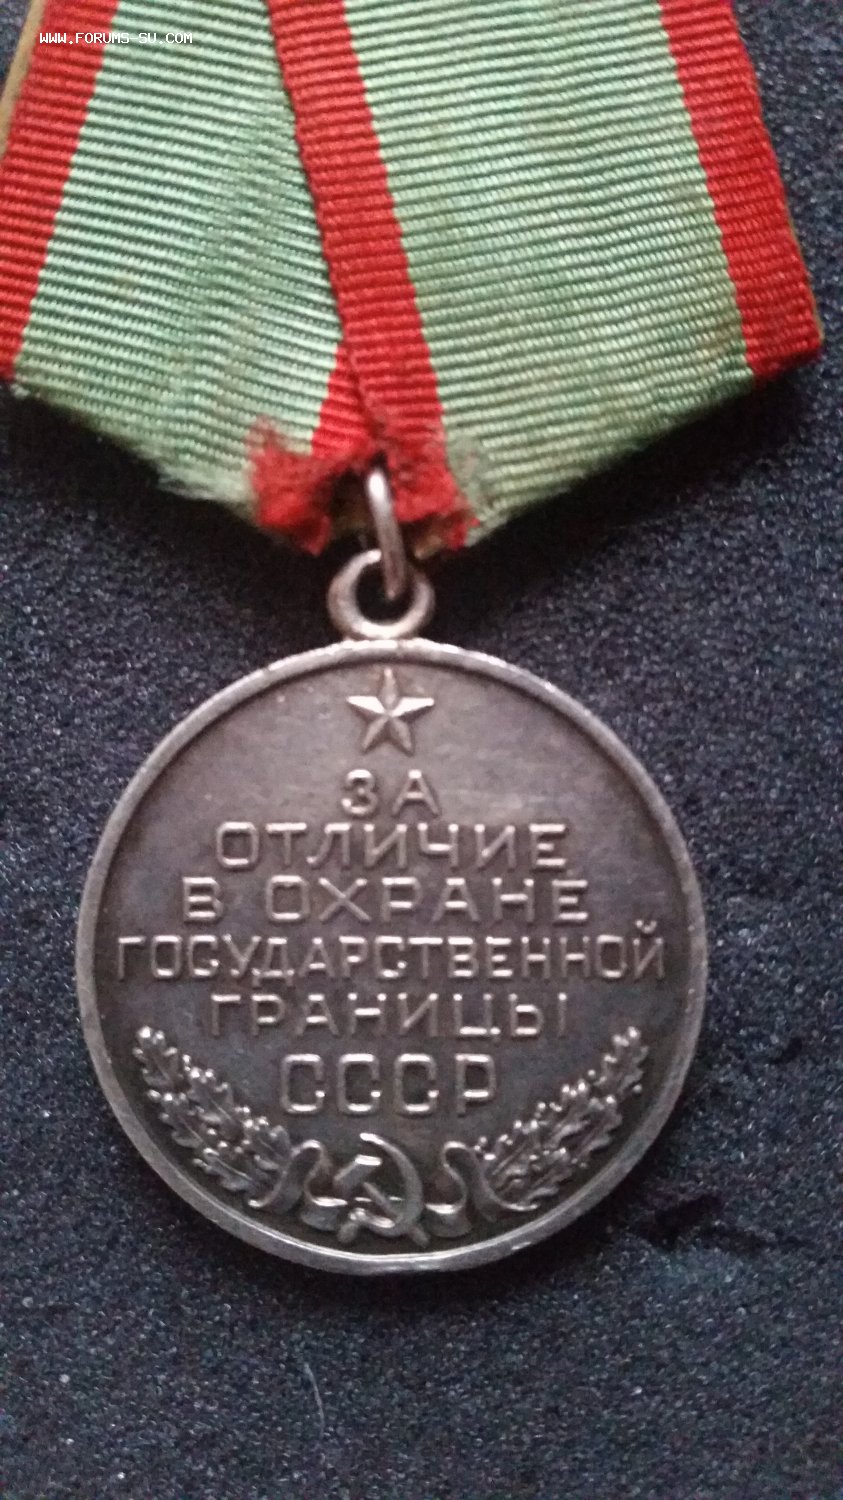 WWW.FORUMS-SU.COM
ЗА
ОТЛИЧИЕ
В ОХРАНЕ
ГОСУДАРСТВЕННОЙ
ГРАНИЦЫ
СССР